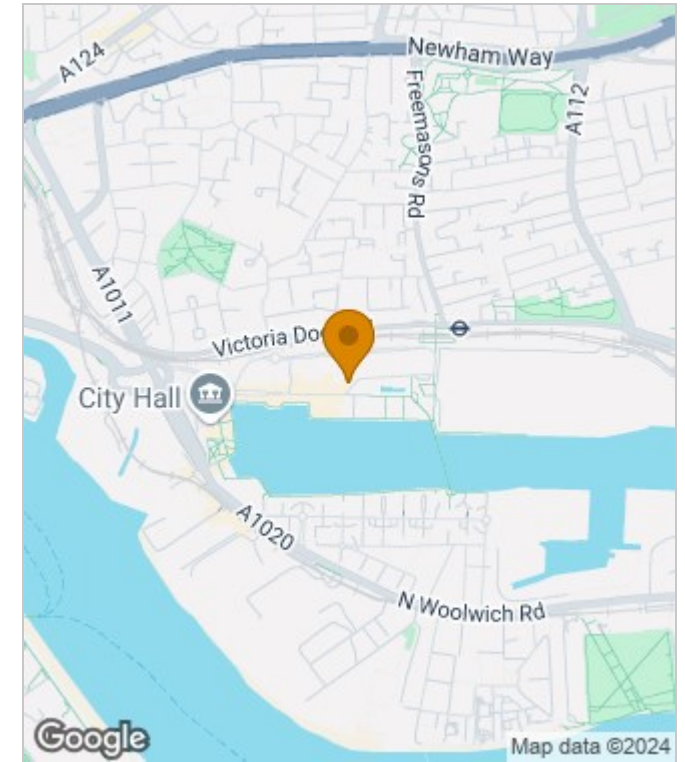 A124
Newham Way
A112
Freemasons Rd
A1011
Victoria Do
City Hall
A1020
N Woolwich Rd
Google
Map data ©2024